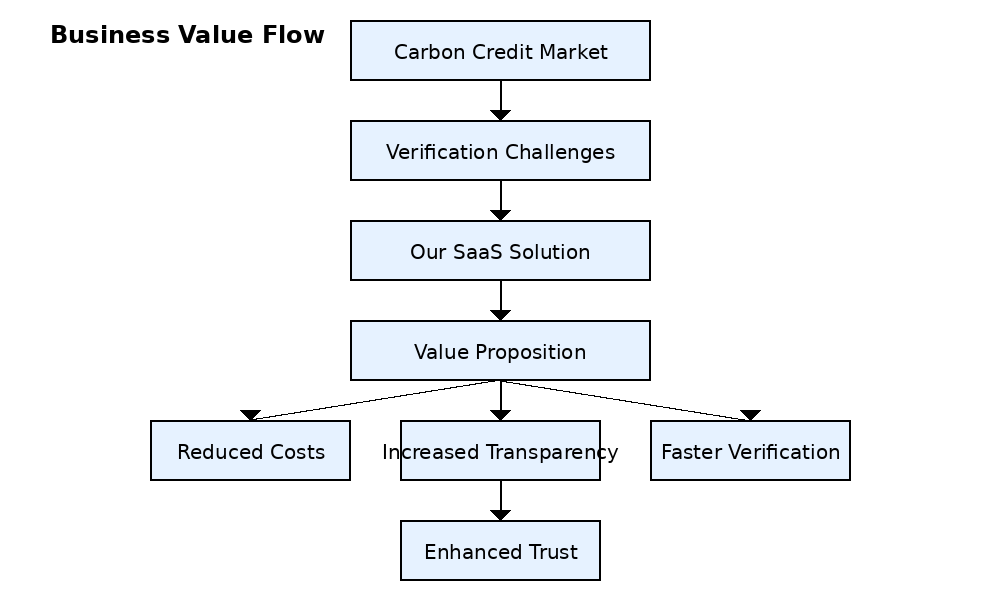 Business Value Flow
Carbon Credit Market
Verification Challenges
Our SaaS Solution
Value Proposition
Reduced Costs
Increased Transparency
Faster Verification
Enhanced Trust